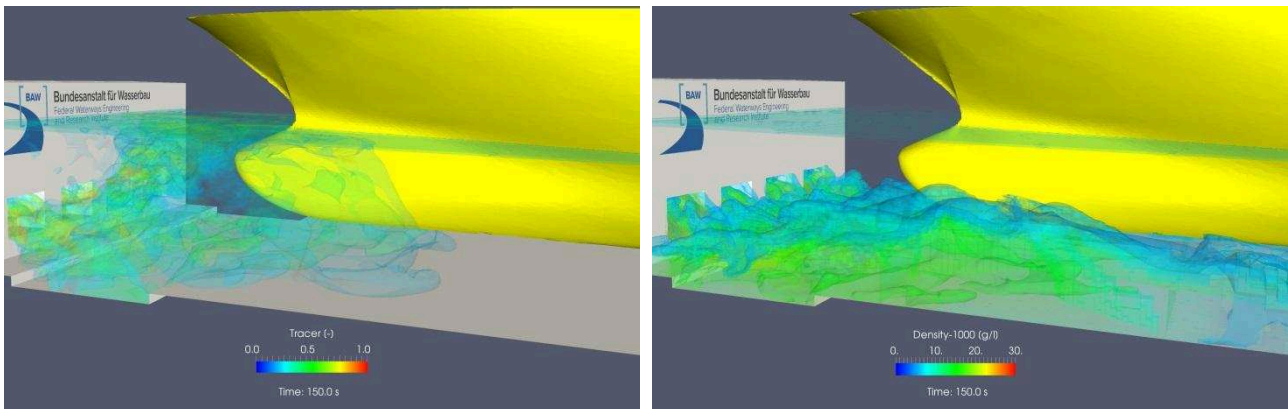 [BAW]
Bundesanstalt für Wasserbau
Federal Waterways Engineering
and Research Institute
Tracer (-)
0.0 0.5 1.0
Time: 150.0 s
[BAW]
Bundesanstalt für Wasserbau
Federal Waterways Engineering
and Research Institute
Density-1000 (g/l)
0. 10. 20. 30.
Time: 150.0 s